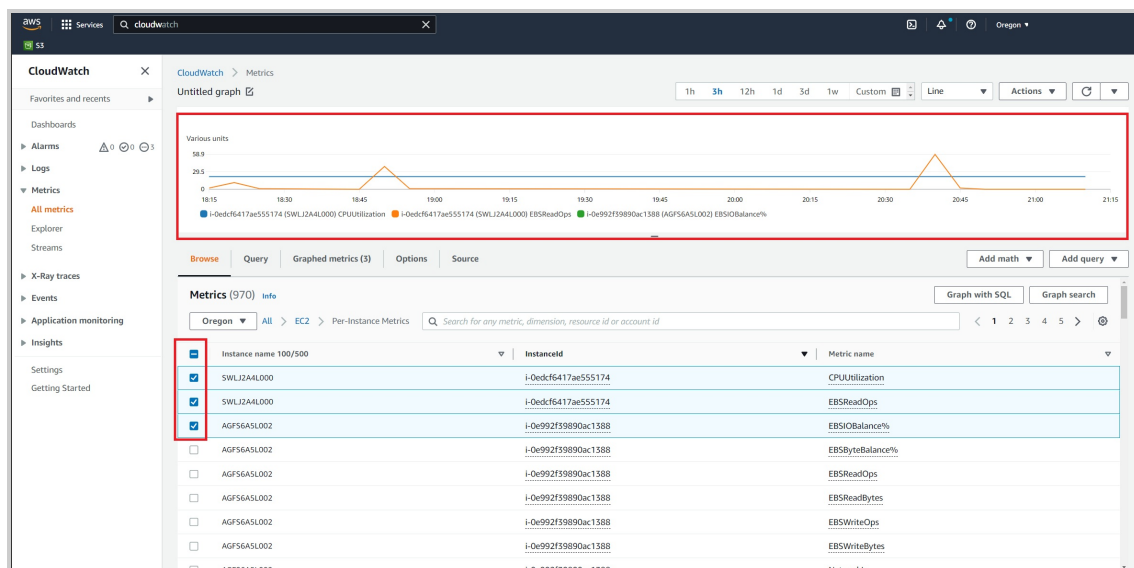 aws Services cloudwatch Oregon
S3
CloudWatch
Favorites and recents
Dashboards
Alarms 0 0 3
Logs
Metrics
All metrics
Explorer
Streams
X-Ray traces
Events
Application monitoring
Insights
Settings
Getting Started
CloudWatch > Metrics
Untitled graph
1h 3h 12h 1d 3d 1w Custom Line Actions
Various units
58.9
29.5
0
18:15 18:30 18:45 19:00 19:15 19:30 19:45 20:00 20:15 20:30 20:45 21:00 21:15
i-0edcf6417ae555174 (SWLJ2A4L000) CPUUtilization i-0edcf6417ae555174 (SWLJ2A4L000) EBSReadOps i-0e992f39890ac1388 (AGFS6A5L002) EBSIOBalance%
Browse Query Graphed metrics (3) Options Source Add math Add query
Metrics (970) Info Graph with SQL Graph search
Oregon All > EC2 > Per-Instance Metrics Search for any metric, dimension, resource id or account id < 1 2 3 4 5 >
Instance name 100/500 InstanceId Metric name
SWLJ2A4L000 i-0edcf6417ae555174 CPUUtilization
SWLJ2A4L000 i-0edcf6417ae555174 EBSReadOps
AGFS6A5L002 i-0e992f39890ac1388 EBSIOBalance%
AGFS6A5L002 i-0e992f39890ac1388 EBSByteBalance%
AGFS6A5L002 i-0e992f39890ac1388 EBSReadOps
AGFS6A5L002 i-0e992f39890ac1388 EBSReadBytes
AGFS6A5L002 i-0e992f39890ac1388 EBSWriteOps
AGFS6A5L002 i-0e992f39890ac1388 EBSWriteBytes